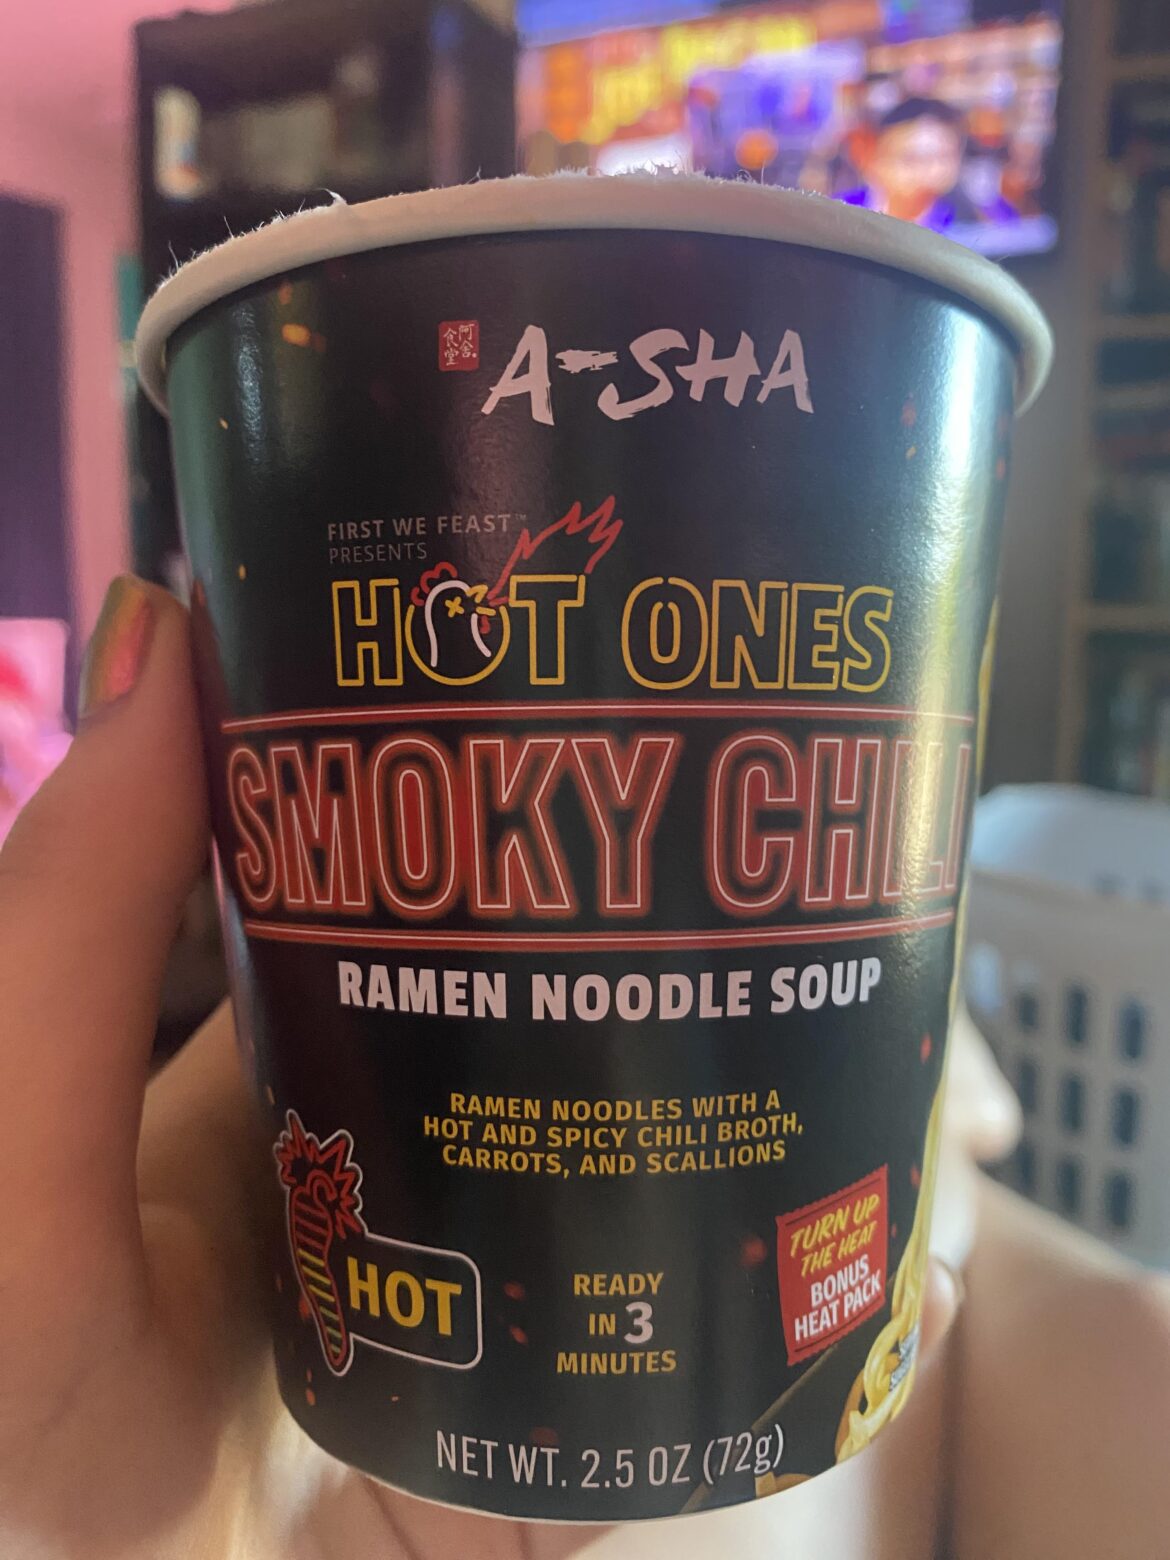 阿舍
食堂
A-SHA
FIRST WE FEAST™
PRESENTS
HOT ONES
SMOKY CHILI
RAMEN NOODLE SOUP
RAMEN NOODLES WITH A
HOT AND SPICY CHILI BROTH,
CARROTS, AND SCALLIONS
HOT
READY
IN 3
MINUTES
TURN UP
THE HEAT
BONUS
HEAT PACK
NET WT. 2.5 OZ (72g)